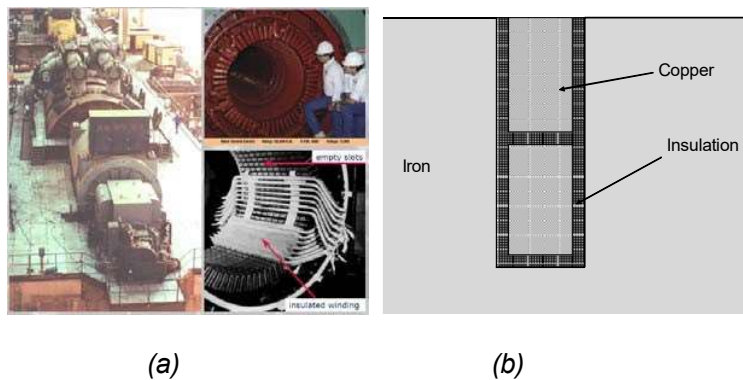 empty slots
insulated winding
(a)
Copper
Insulation
Iron
(b)